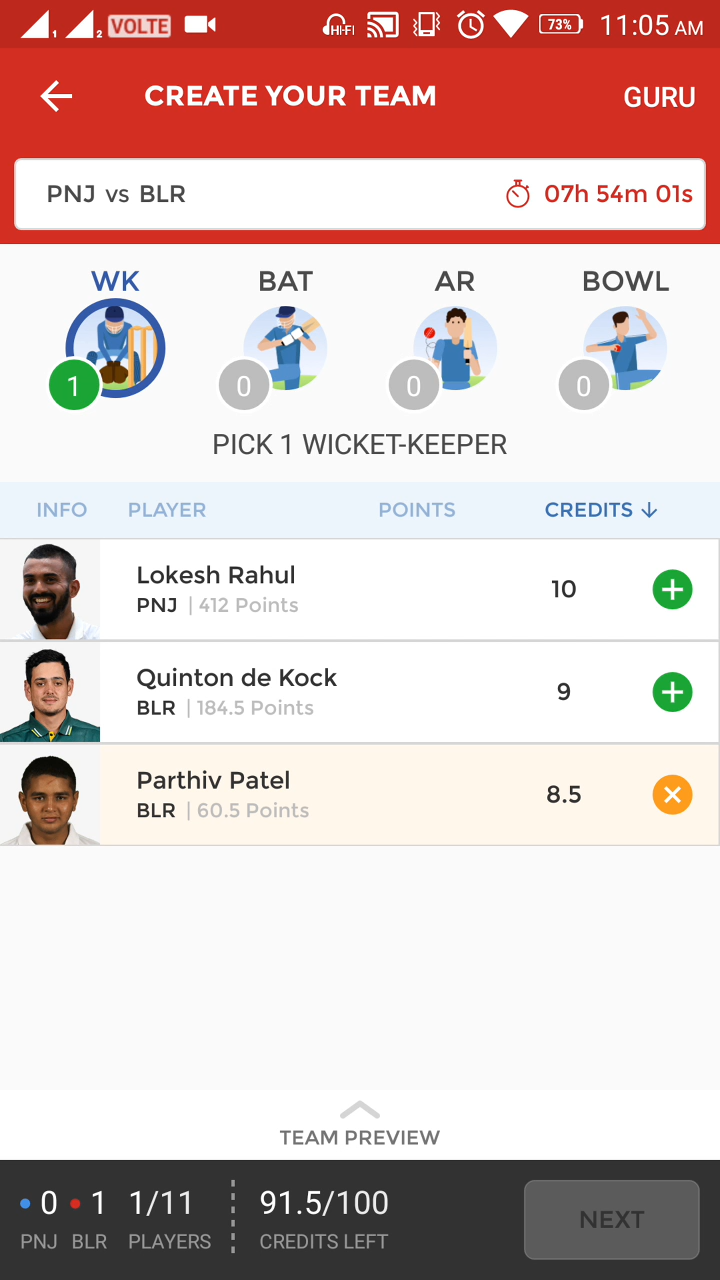 1 2 VOLTE HI-FI 73% 11:05 AM
CREATE YOUR TEAM GURU
PNJ vs BLR 07h 54m 01s
WK BAT AR BOWL
1 0 0 0
PICK 1 WICKET-KEEPER
INFO PLAYER POINTS CREDITS ↓
Lokesh Rahul
PNJ | 412 Points
10
Quinton de Kock
BLR | 184.5 Points
9
Parthiv Patel
BLR | 60.5 Points
8.5
TEAM PREVIEW
0 1 1/11 91.5/100
PNJ BLR PLAYERS CREDITS LEFT
NEXT